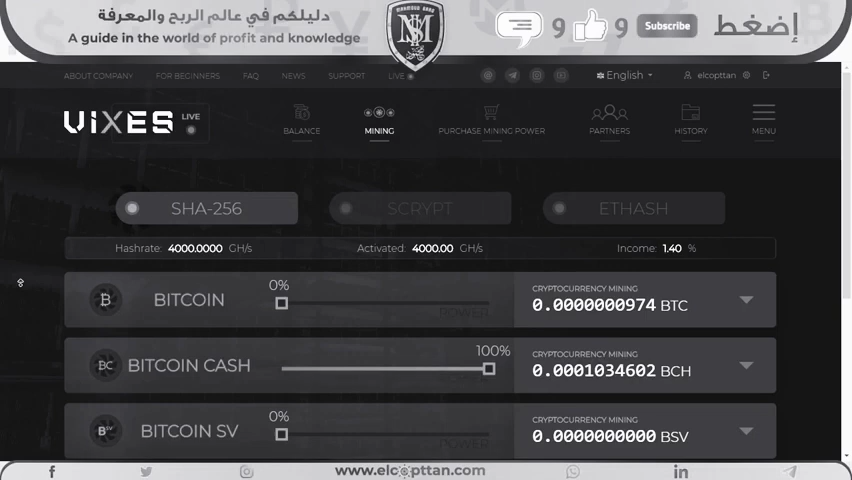 دليلكم في عالم الربح والمعرفة
A guide in the world of profit and knowledge
MAHMOUD SAMY
NSM
9
9
Subscribe
إضغط
ABOUT COMPANY FOR BEGINNERS FAQ NEWS SUPPORT LIVE
English
elcopttan
VIXES LIVE
BALANCE MINING PURCHASE MINING POWER PARTNERS HISTORY MENU
SHA-256 SCRYPT ETHASH
Hashrate: 4000.0000 GH/s Activated: 4000.00 GH/s Income: 1.40 %
BITCOIN 0% POWER
CRYPTOCURRENCY MINING
0.0000000974 BTC
BITCOIN CASH 100%
CRYPTOCURRENCY MINING
0.0001034602 BCH
BITCOIN SV 0% POWER
CRYPTOCURRENCY MINING
0.0000000000 BSV
www.elcopttan.com